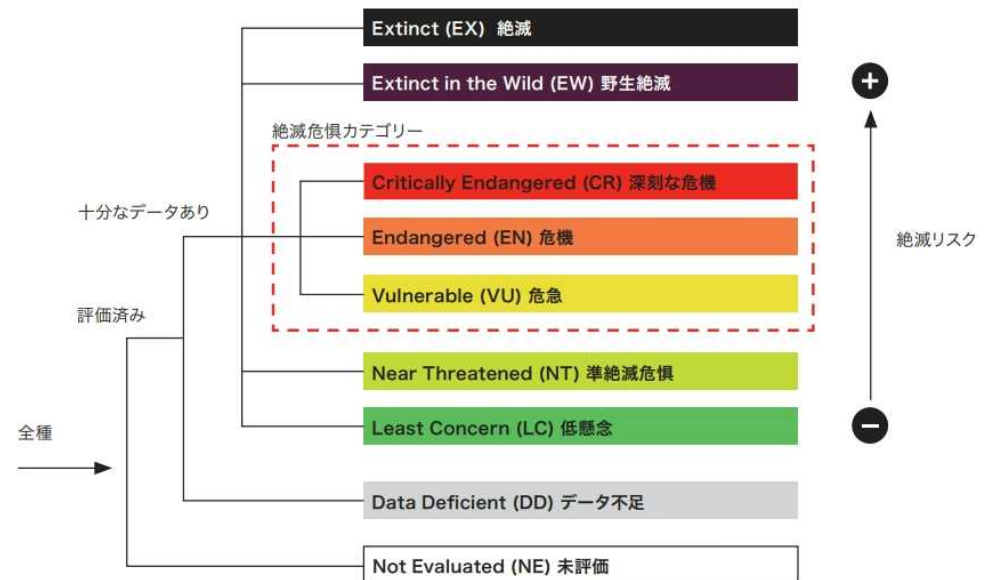 Extinct (EX) 絶滅
Extinct in the Wild (EW) 野生絶滅
+
絶滅危惧カテゴリー
Critically Endangered (CR) 深刻な危機
十分なデータあり
Endangered (EN) 危機
絶滅リスク
Vulnerable (VU) 危急
評価済み
Near Threatened (NT) 準絶滅危惧
Least Concern (LC) 低懸念
−
全種
Data Deficient (DD) データ不足
Not Evaluated (NE) 未評価